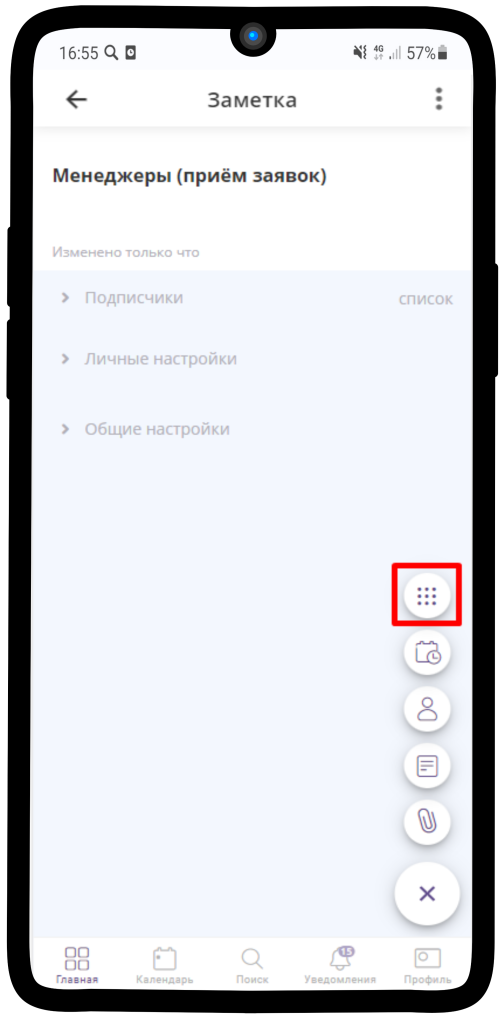 16:55 4G 57%
Заметка
Менеджеры (приём заявок)
Изменено только что
Подписчики список
Личные настройки
Общие настройки
15
Главная Календарь Поиск Уведомления Профиль